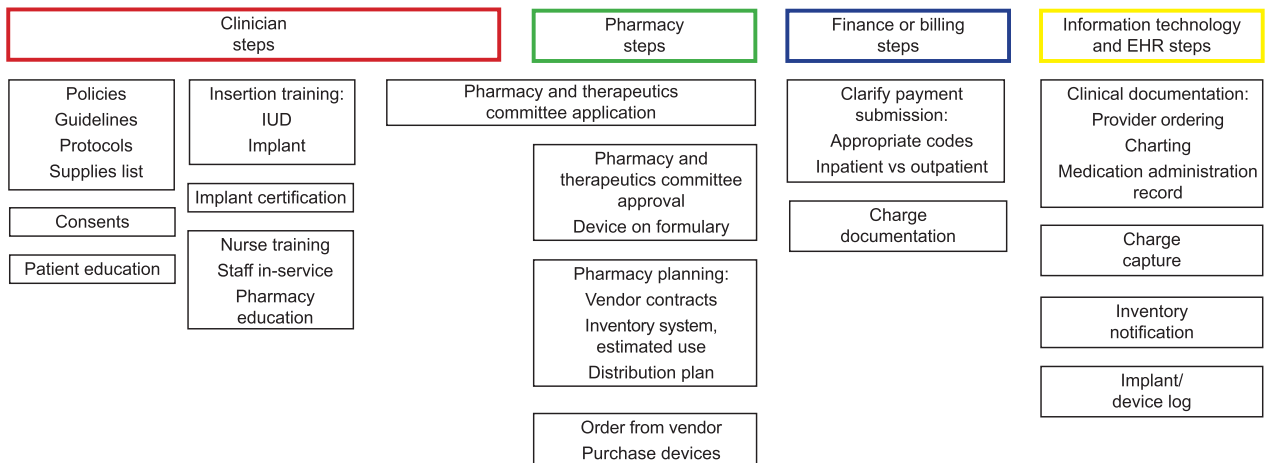 Clinician
steps
Pharmacy
steps
Finance or billing
steps
Information technology
and EHR steps
Policies
Guidelines
Protocols
Supplies list
Consents
Patient education
Insertion training:
IUD
Implant
Implant certification
Nurse training
Staff in-service
Pharmacy
education
Pharmacy and therapeutics
committee application
Pharmacy and
therapeutics committee
approval
Device on formulary
Pharmacy planning:
Vendor contracts
Inventory system,
estimated use
Distribution plan
Order from vendor
Purchase devices
Clarify payment
submission:
Appropriate codes
Inpatient vs outpatient
Charge
documentation
Clinical documentation:
Provider ordering
Charting
Medication administration
record
Charge
capture
Inventory
notification
Implant/
device log